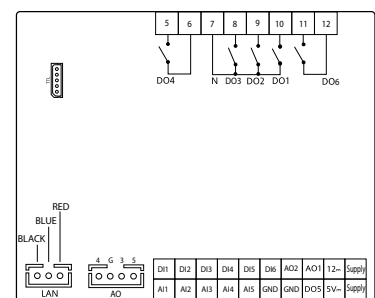 5 6 7 8 9 10 11 12
DO4 N DO3 DO2 DO1 DO6
RED
BLUE
BLACK
4 G 3 5
LAN
AO
DI1 DI2 DI3 DI4 DI5 DI6 AO2 AO1 12⎓ Supply
AI1 AI2 AI3 AI4 AI5 GND GND DO5 5V⎓ Supply